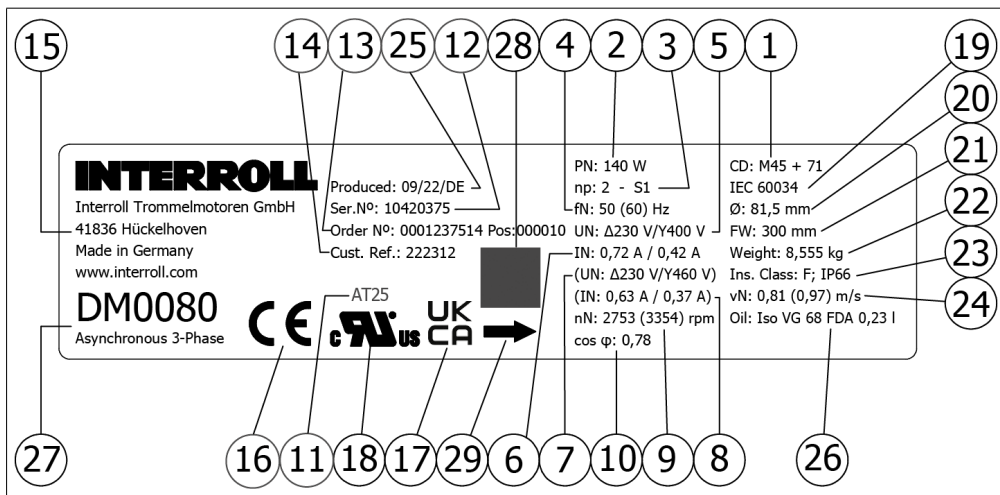 15 14 13 25 12 28 4 2 3 5 1 19
20
21
22
23
24
INTERROLL
Interroll Trommelmotoren GmbH
41836 Hückelhoven
Made in Germany
www.interroll.com
DM0080
Asynchronous 3-Phase
Produced: 09/22/DE
Ser.Nº: 10420375
Order Nº: 0001237514 Pos:000010
Cust. Ref.: 222312
AT25
CE
c RU us
UK
CA
PN: 140 W
np: 2 - S1
fN: 50 (60) Hz
UN: Δ230 V/Y400 V
IN: 0,72 A / 0,42 A
(UN: Δ230 V/Y460 V)
(IN: 0,63 A / 0,37 A)
nN: 2753 (3354) rpm
cos φ: 0,78
CD: M45 + 71
IEC 60034
Ø: 81,5 mm
FW: 300 mm
Weight: 8,555 kg
Ins. Class: F; IP66
vN: 0,81 (0,97) m/s
Oil: Iso VG 68 FDA 0,23 l
27 16 11 18 17 29 6 7 10 9 8 26